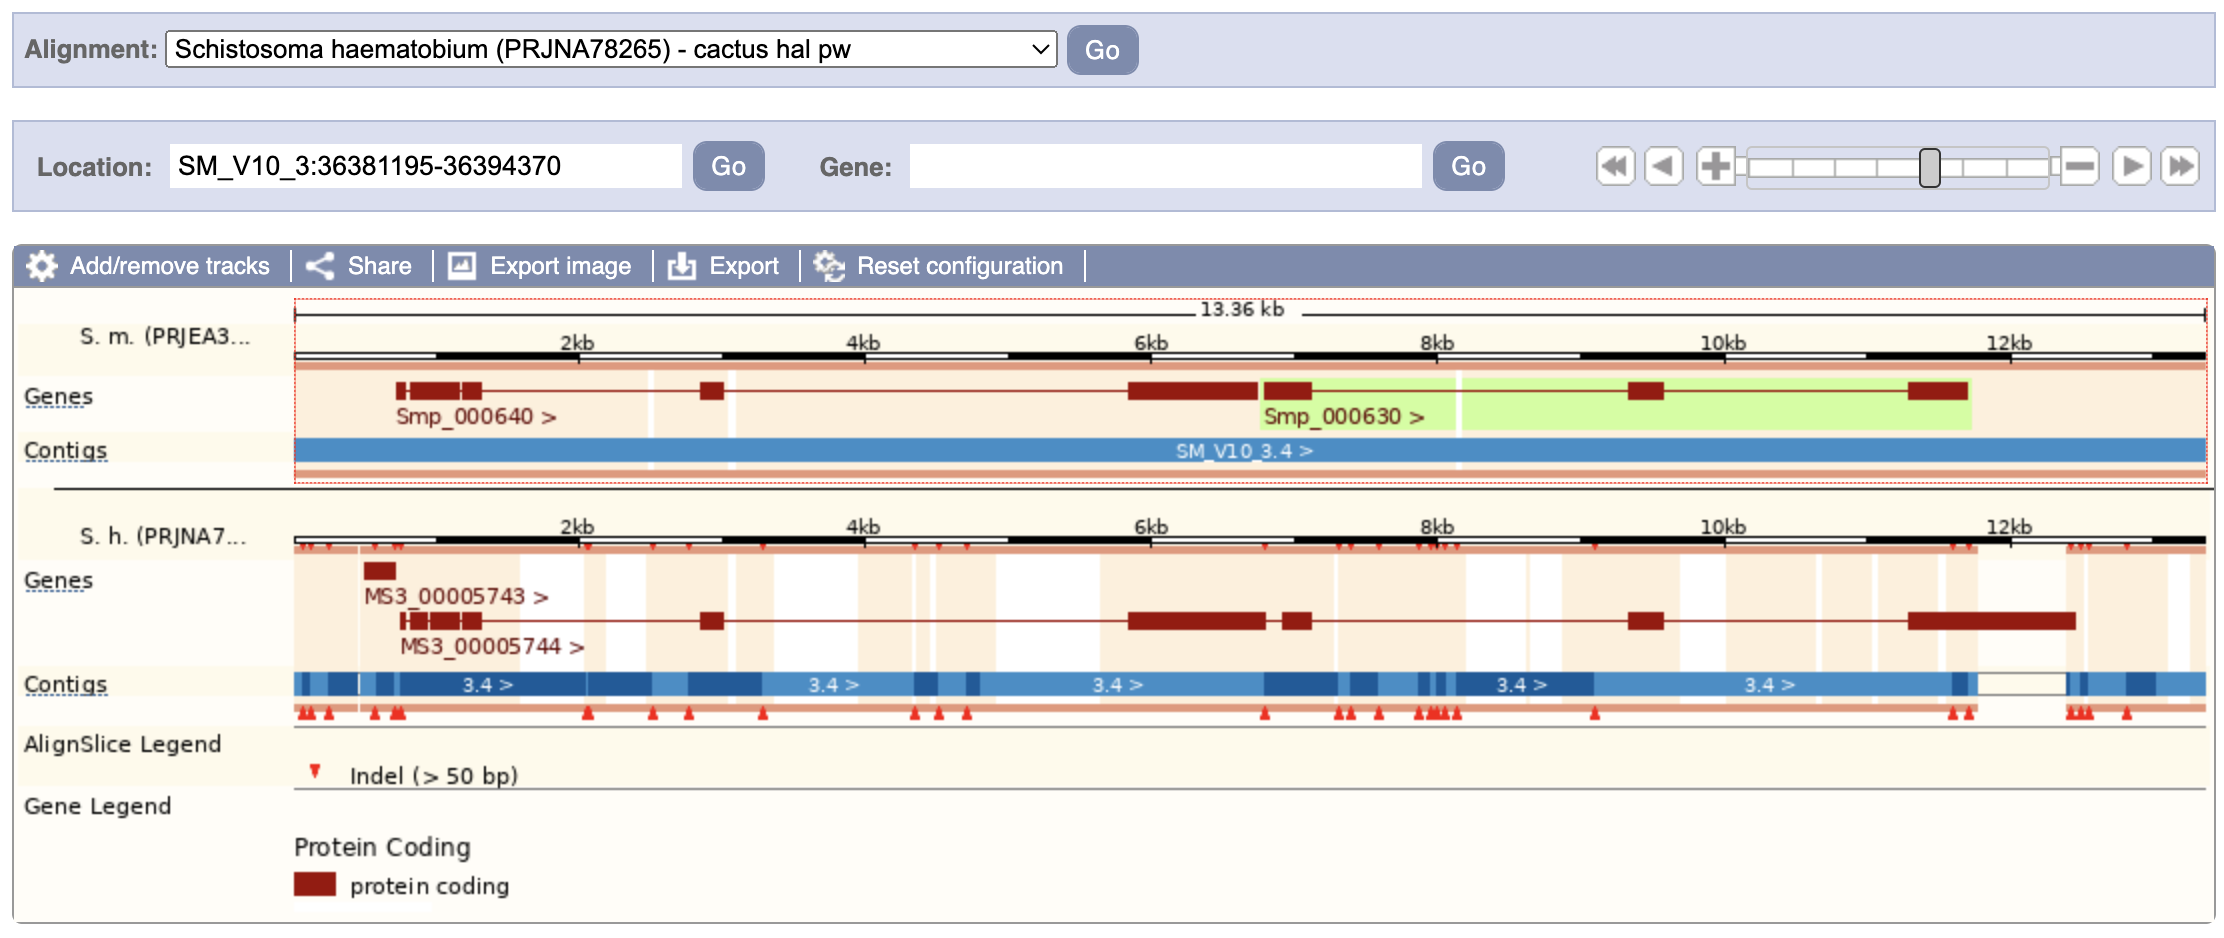 Alignment: Schistosoma haematobium (PRJNA78265) - cactus hal pw Go
Location: SM_V10_3:36381195-36394370 Go Gene: Go
Add/remove tracks Share Export image Export Reset configuration
13.36 kb
S. m. (PRJEA3...
2kb 4kb 6kb 8kb 10kb 12kb
Genes
Smp_000640 > Smp_000630 >
Contigs SM_V10_3.4 >
2kb 4kb 6kb 8kb 10kb 12kb
S. h. (PRJNA7...
Genes
MS3_00005743 >
MS3_00005744 >
Contigs 3.4 > 3.4 > 3.4 > 3.4 > 3.4 >
AlignSlice Legend
Indel (> 50 bp)
Gene Legend
Protein Coding
protein coding